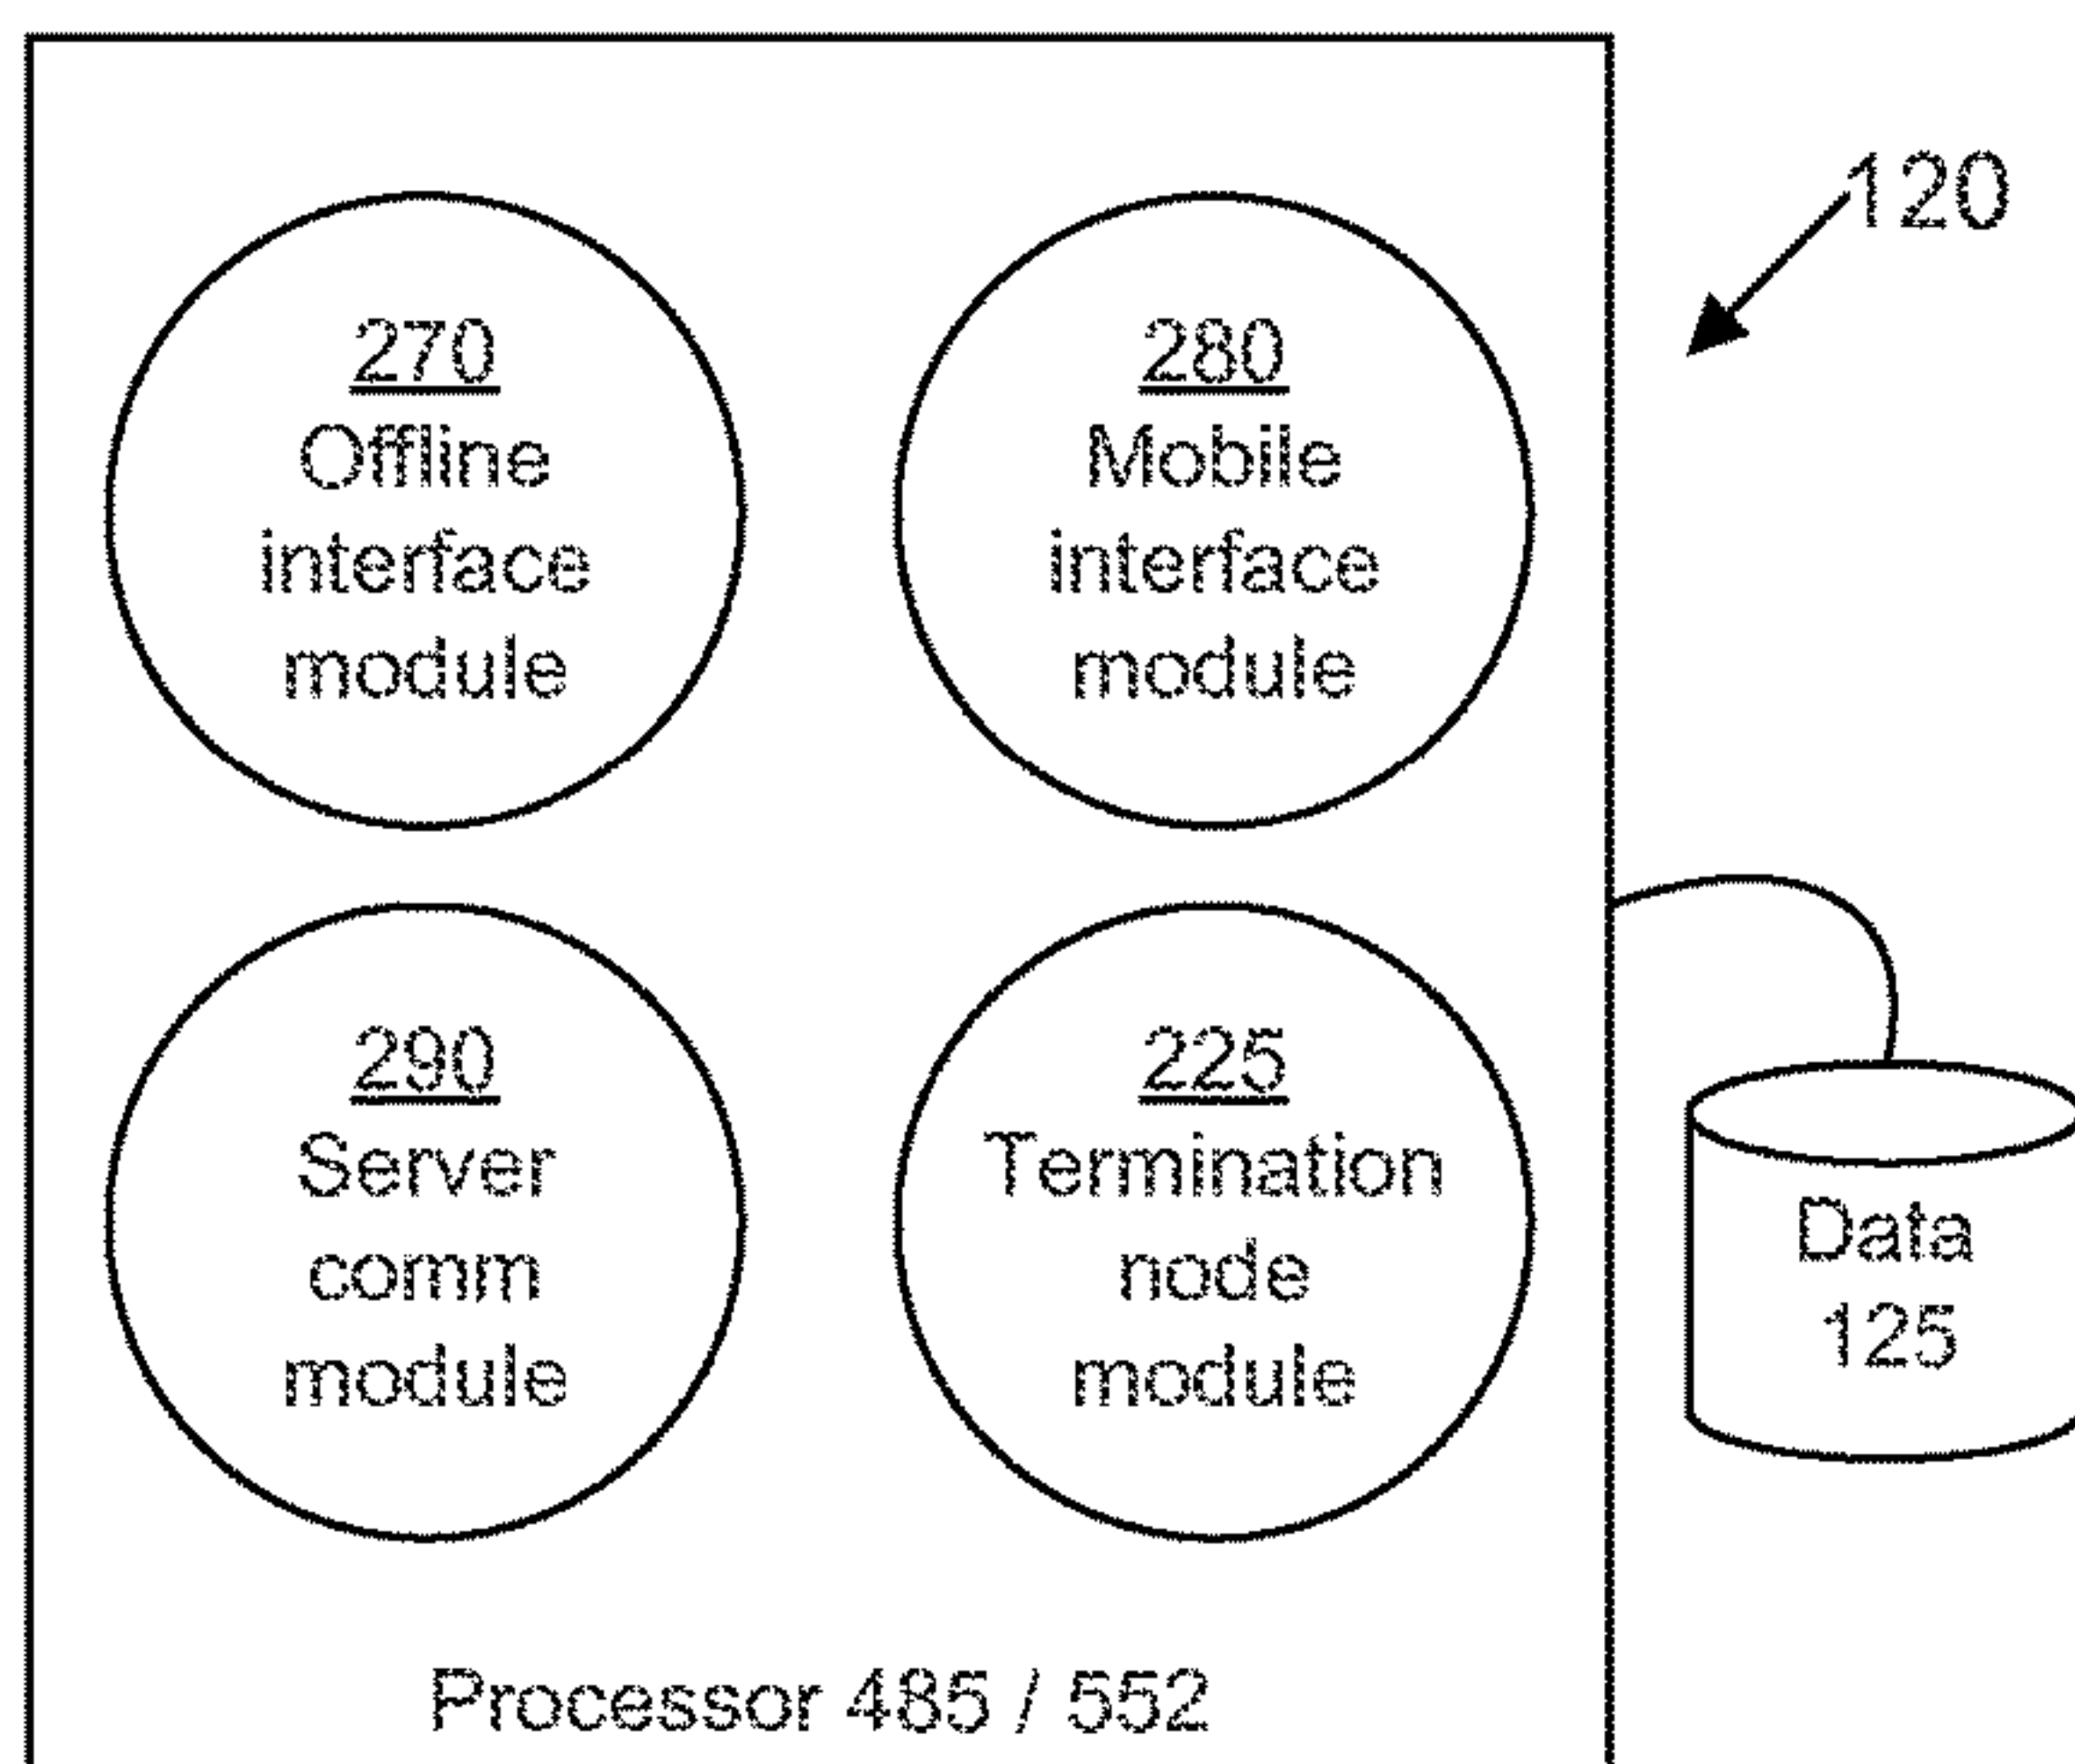 120
270
Offline
interface
module
280
Mobile
interface
module
290
Server
comm
module
225
Termination
node
module
Data
125
Processor 485 / 552